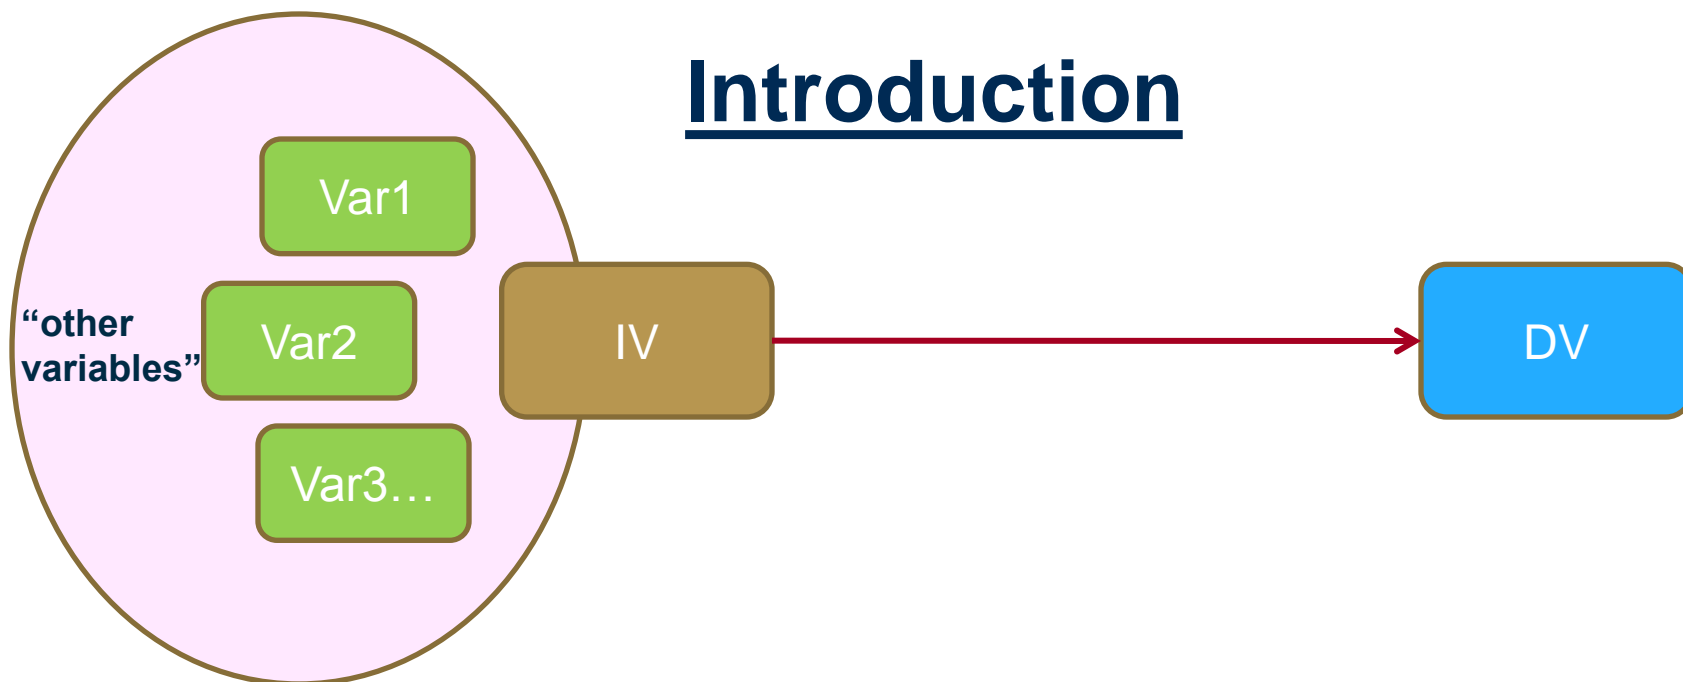 Introduction
Var1
“other
variables”
Var2
IV
DV
Var3…